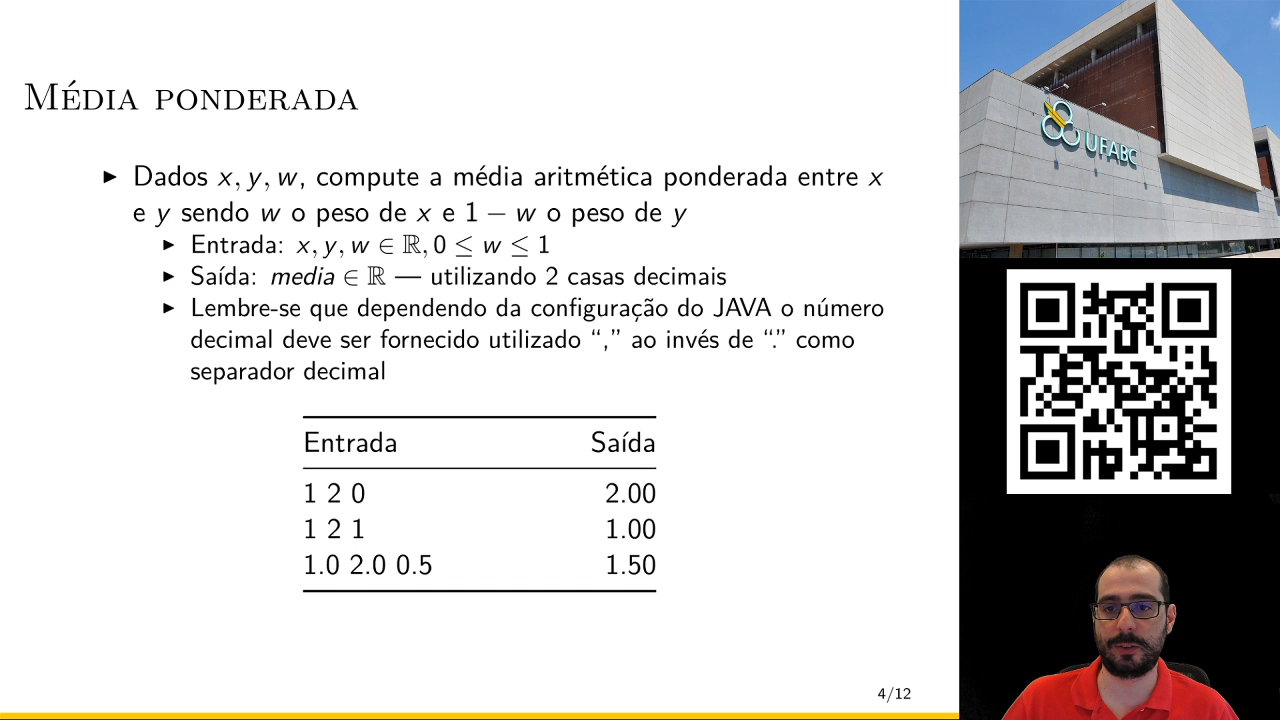 Média ponderada
▶ Dados x, y, w, compute a média aritmética ponderada entre x
e y sendo w o peso de x e 1 − w o peso de y
▶ Entrada: x, y, w ∈ ℝ, 0 ≤ w ≤ 1
▶ Saída: media ∈ ℝ — utilizando 2 casas decimais
▶ Lembre-se que dependendo da configuração do JAVA o número
decimal deve ser fornecido utilizado “,” ao invés de “.” como
separador decimal
Entrada Saída
1 2 0 2.00
1 2 1 1.00
1.0 2.0 0.5 1.50
4/12
UFABC